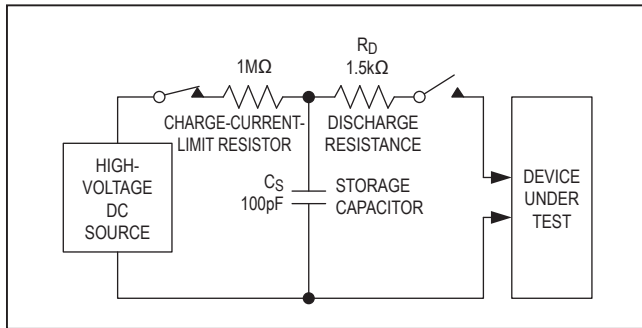 1MΩ
R_D
1.5kΩ
CHARGE-CURRENT-
LIMIT RESISTOR
DISCHARGE
RESISTANCE
HIGH-
VOLTAGE
DC
SOURCE
C_S
100pF
STORAGE
CAPACITOR
DEVICE
UNDER
TEST